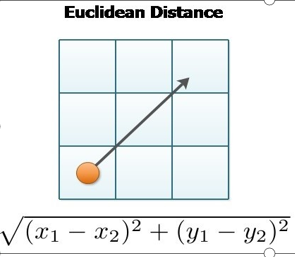 Euclidean Distance
√(x₁ − x₂)² + (y₁ − y₂)²